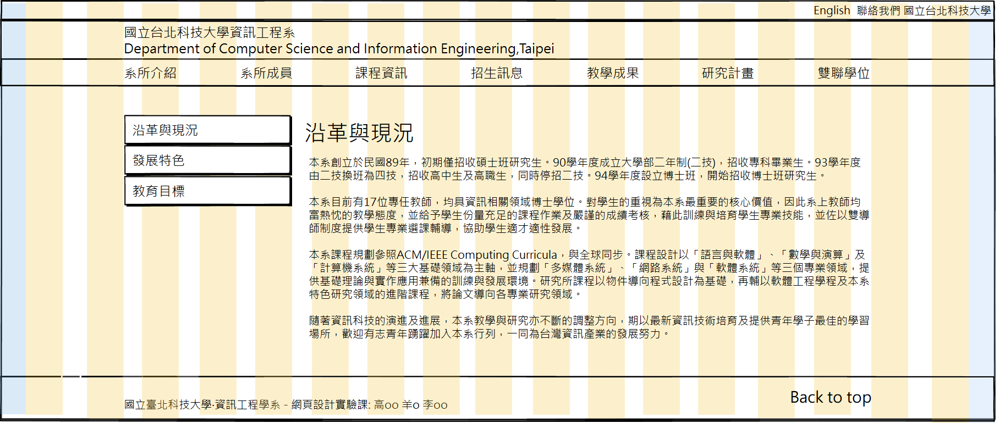 English 聯絡我們 國立台北科技大學
國立台北科技大學資訊工程系
Department of Computer Science and Information Engineering,Taipei
系所介紹 系所成員 課程資訊 招生訊息 教學成果 研究計畫 雙聯學位
沿革與現況
發展特色
教育目標
沿革與現況
本系創立於民國89年，初期僅招收碩士班研究生。90學年度成立大學部二年制(二技)，招收專科畢業生。93學年度
由二技換班為四技，招收高中生及高職生，同時停招二技。94學年度設立博士班，開始招收博士班研究生。
本系目前有17位專任教師，均具資訊相關領域博士學位。對學生的重視為本系最重要的核心價值，因此系上教師均
富熱忱的教學態度，並給予學生份量充足的課程作業及嚴謹的成績考核，藉此訓練與培育學生專業技能，並佐以雙導
師制度提供學生專業選課輔導，協助學生適才適性發展。
本系課程規劃參照ACM/IEEE Computing Curricula，與全球同步。課程設計以「語言與軟體」、「數學與演算」及
「計算機系統」等三大基礎領域為主軸，並規劃「多媒體系統」、「網路系統」與「軟體系統」等三個專業領域，提
供基礎理論與實作應用兼備的訓練與發展環境。研究所課程以物件導向程式設計為基礎，再輔以軟體工程學程及本系
特色研究領域的進階課程，將論文導向各專業研究領域。
隨著資訊科技的演進及進展，本系教學與研究亦不斷的調整方向，期以最新資訊技術培育及提供青年學子最佳的學習
場所，歡迎有志青年踴躍加入本系行列，一同為台灣資訊產業的發展努力。
Back to top
國立臺北科技大學·資訊工程學系 - 網頁設計實驗課: 高oo 羊o 李oo